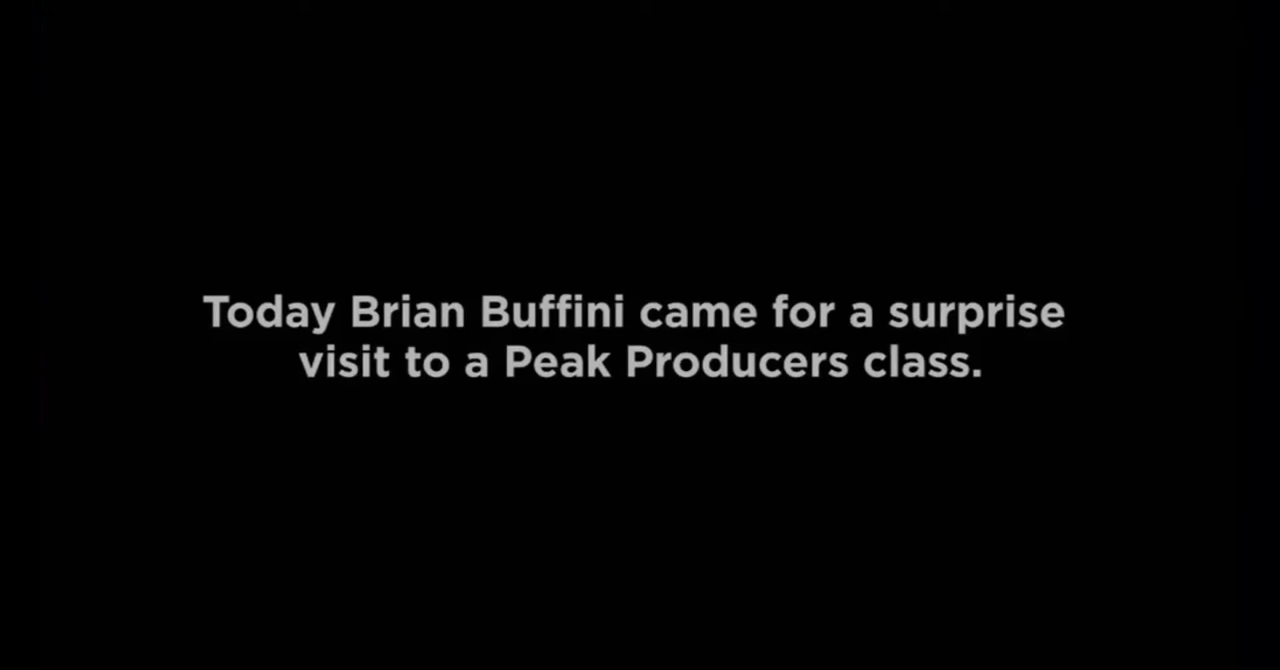 Today Brian Buffini came for a surprise
visit to a Peak Producers class.